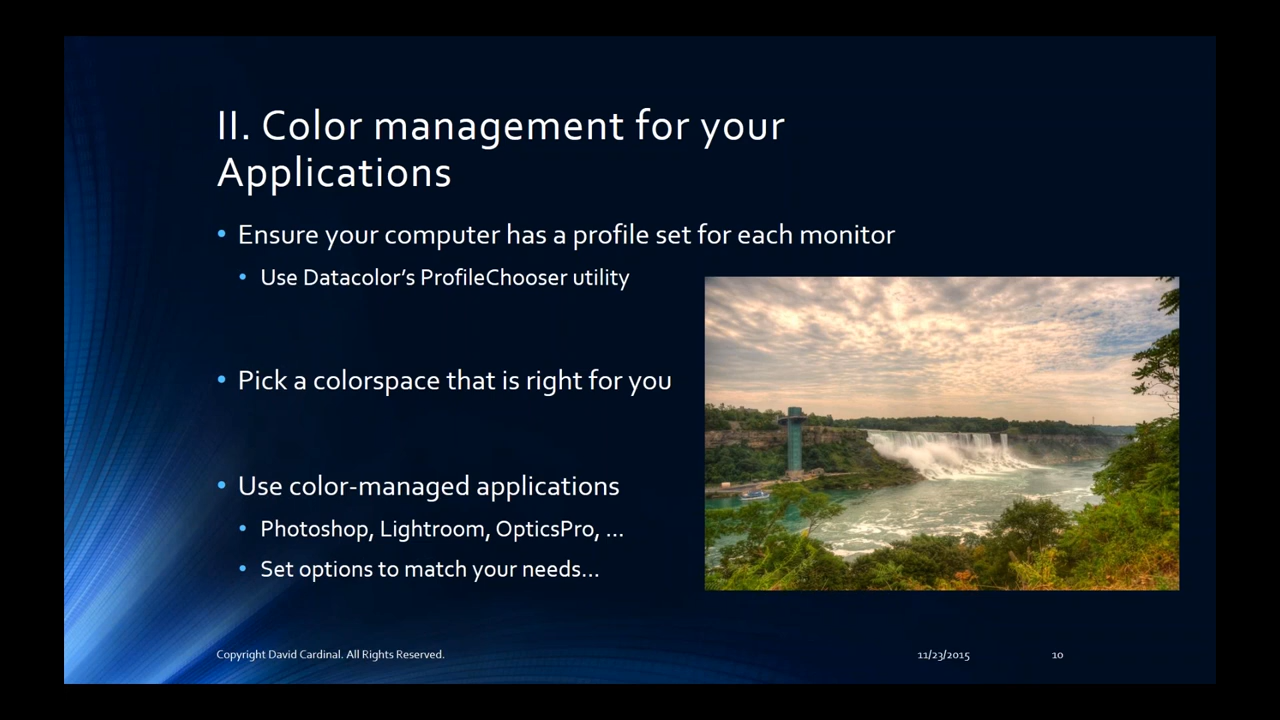 II. Color management for your
Applications
• Ensure your computer has a profile set for each monitor
• Use Datacolor’s ProfileChooser utility
• Pick a colorspace that is right for you
• Use color-managed applications
• Photoshop, Lightroom, OpticsPro, …
• Set options to match your needs…
Copyright David Cardinal. All Rights Reserved. 11/23/2015 10